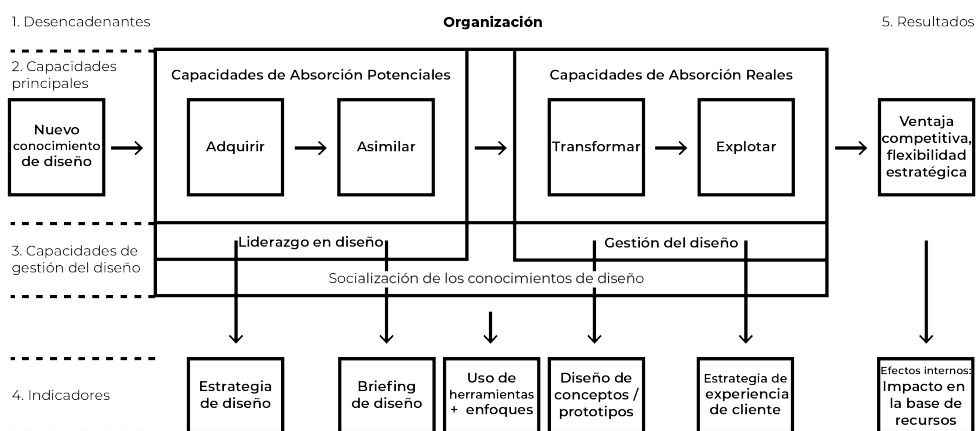 1. Desencadenantes
Organización
5. Resultados
2. Capacidades
principales
Capacidades de Absorción Potenciales
Capacidades de Absorción Reales
Nuevo
conocimiento
de diseño
Adquirir
Asimilar
Transformar
Explotar
Ventaja
competitiva,
flexibilidad
estratégica
3. Capacidades de
gestión del diseño
Liderazgo en diseño
Gestión del diseño
Socialización de los conocimientos de diseño
4. Indicadores
Estrategia
de diseño
Briefing
de diseño
Uso de
herramientas
+ enfoques
Diseño de
conceptos /
prototipos
Estrategia de
experiencia
de cliente
Efectos internos:
Impacto en
la base de
recursos